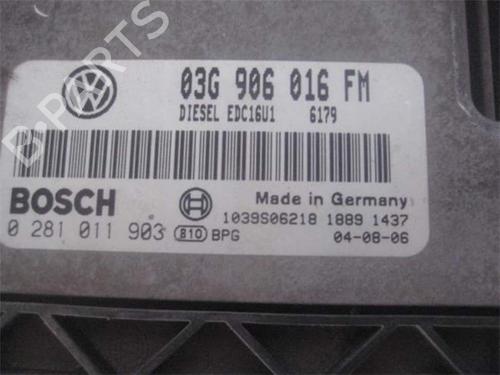 03G 906 016 FM
DIESEL EDC16U1 6179
BOSCH
Made in Germany
1039S06218 1889 1437
0 281 011 903 810 BPG
04-08-06